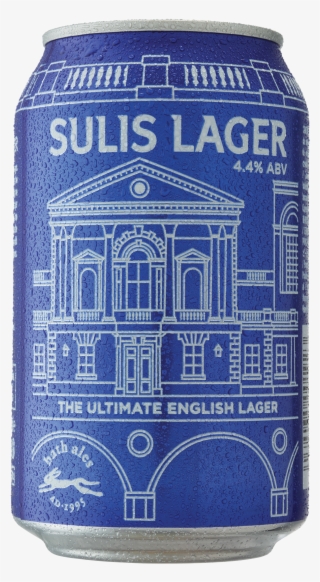 SULIS LAGER
4.4% ABV
THE ULTIMATE ENGLISH LAGER
bath ales
AD·1995